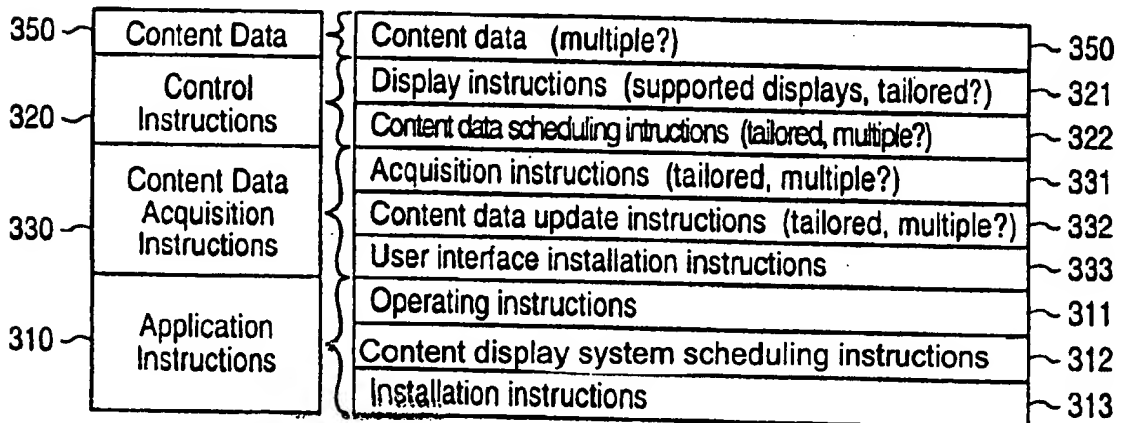 350 Content Data
320 Control
Instructions
330 Content Data
Acquisition
Instructions
310 Application
Instructions
Content data (multiple?) 350
Display instructions (supported displays, tailored?) 321
Content data scheduling intructions (tailored, multiple?) 322
Acquisition instructions (tailored, multiple?) 331
Content data update instructions (tailored, multiple?) 332
User interface installation instructions 333
Operating instructions 311
Content display system scheduling instructions 312
Installation instructions 313